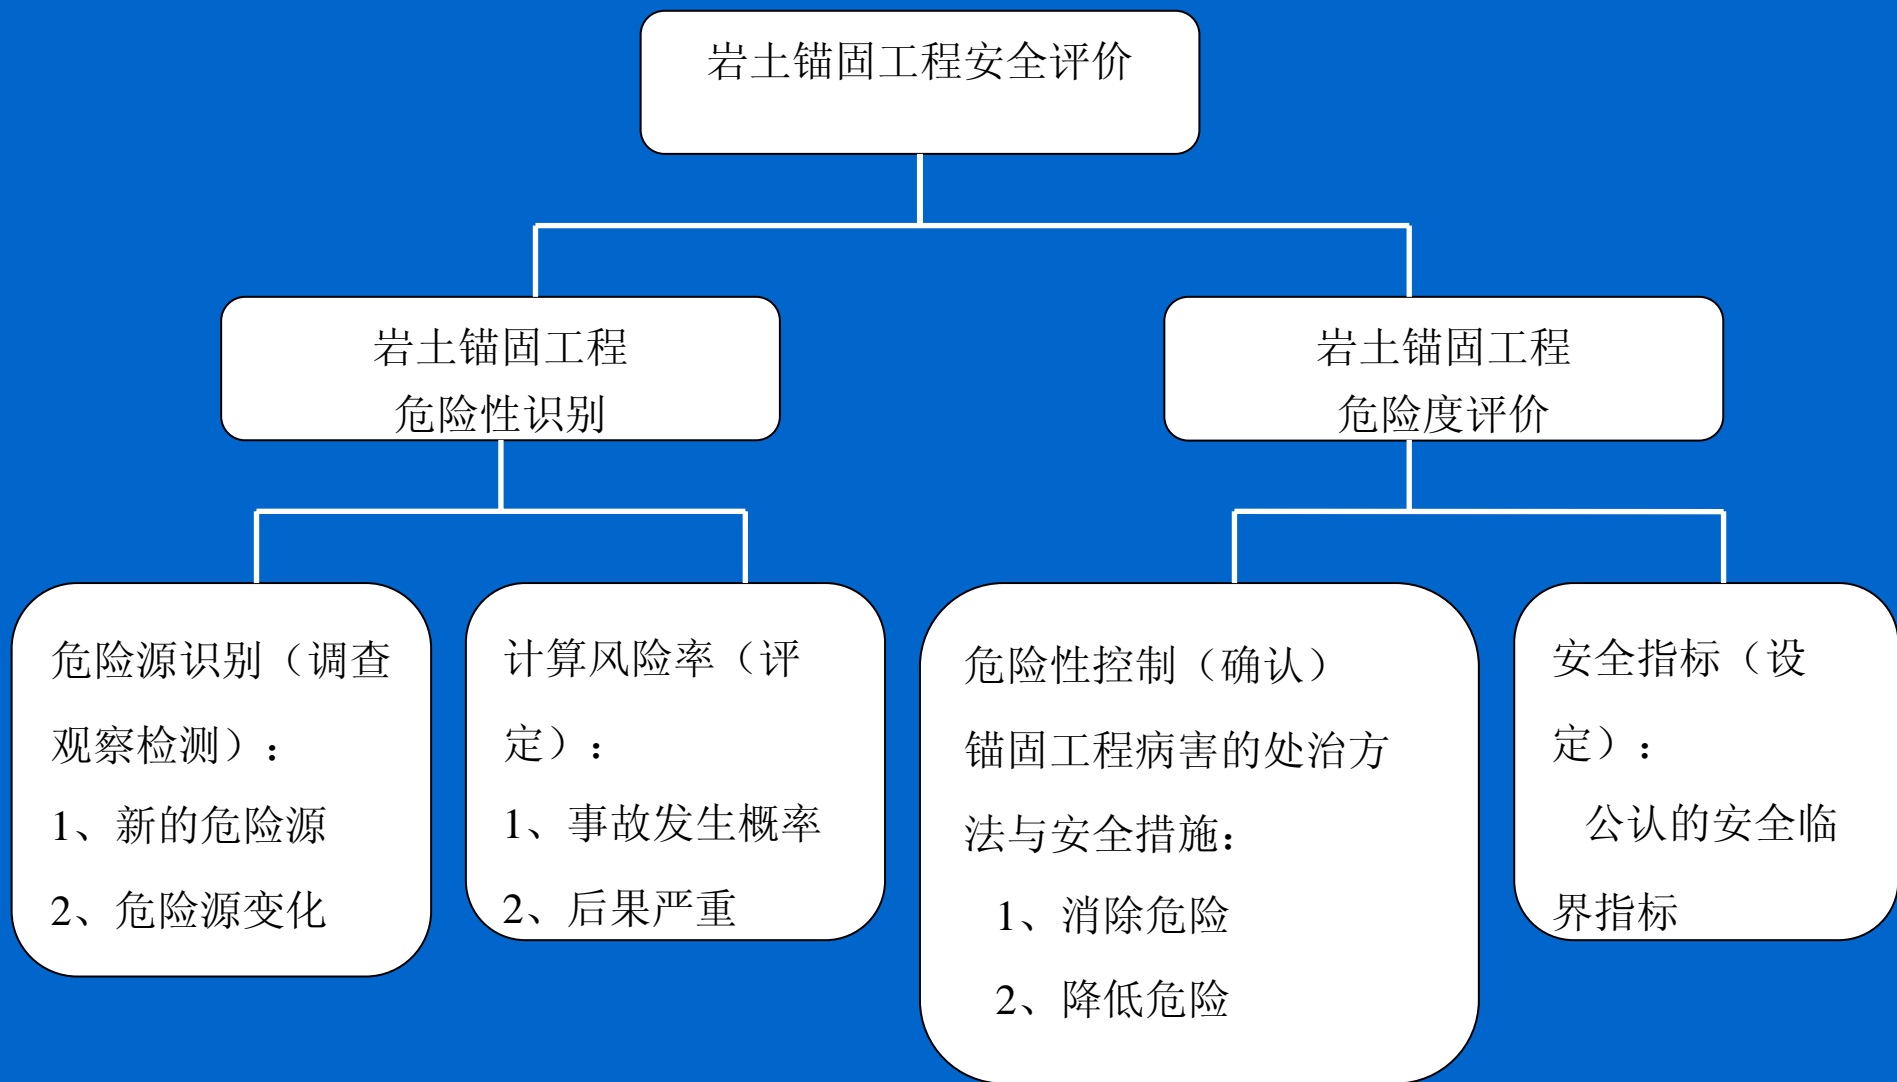 岩土锚固工程安全评价
岩土锚固工程
危险性识别
岩土锚固工程
危险度评价
危险源识别（调查
观察检测）：
1、新的危险源
2、危险源变化
计算风险率（评
定）：
1、事故发生概率
2、后果严重
危险性控制（确认）
锚固工程病害的处治方
法与安全措施：
1、消除危险
2、降低危险
安全指标（设
定）：
公认的安全临
界指标